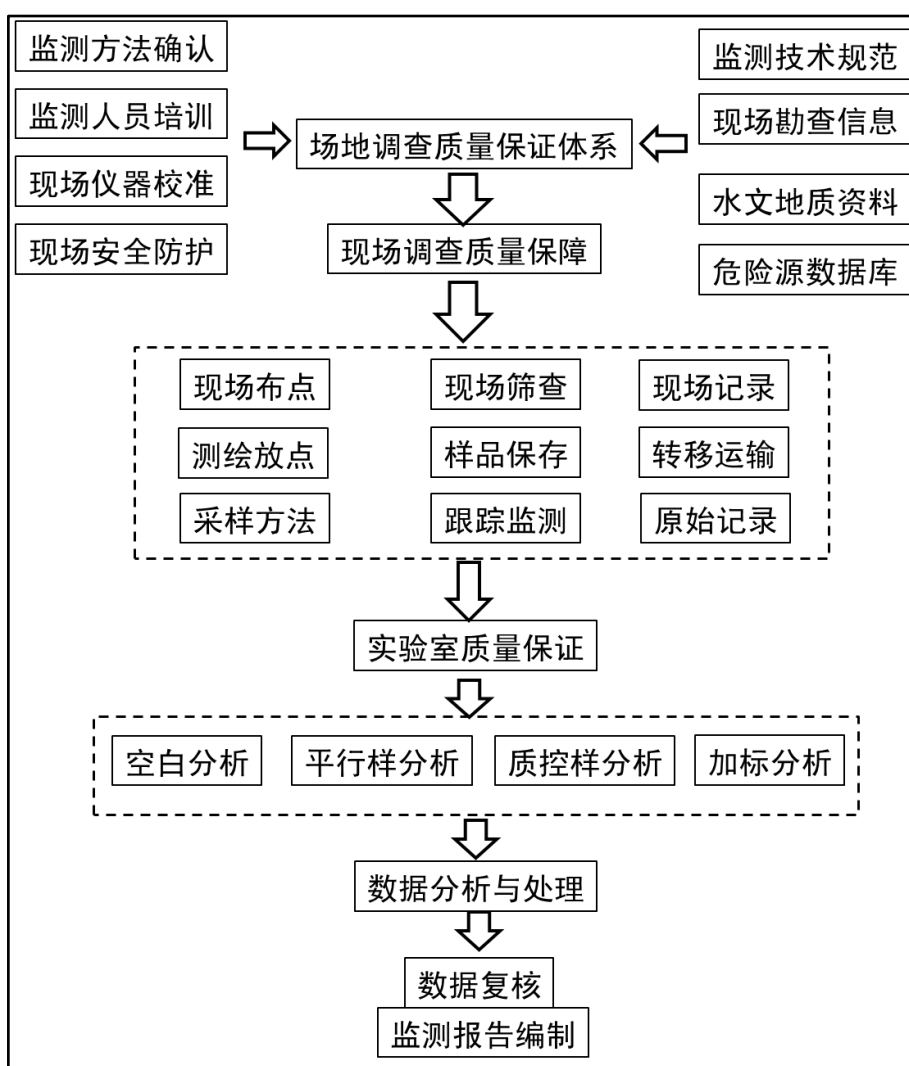 监测方法确认
监测人员培训
现场仪器校准
现场安全防护
监测技术规范
现场勘查信息
水文地质资料
危险源数据库
场地调查质量保证体系
现场调查质量保障
现场布点
现场筛查
现场记录
测绘放点
样品保存
转移运输
采样方法
跟踪监测
原始记录
实验室质量保证
空白分析
平行样分析
质控样分析
加标分析
数据分析与处理
数据复核
监测报告编制